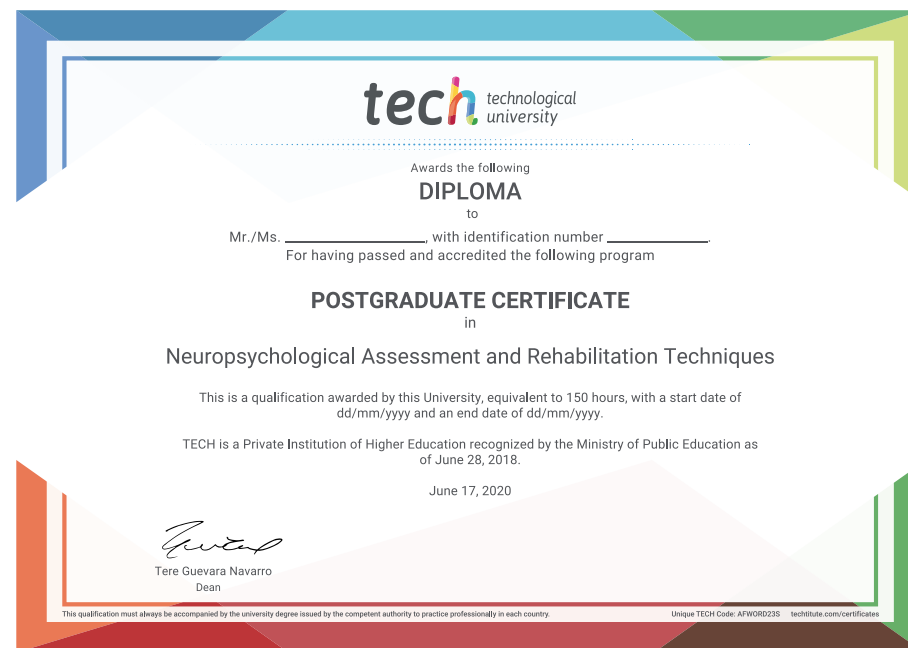 tech technological
university
Awards the following
DIPLOMA
to
Mr./Ms. ____________________, with identification number ______________.
For having passed and accredited the following program
POSTGRADUATE CERTIFICATE
in
Neuropsychological Assessment and Rehabilitation Techniques
This is a qualification awarded by this University, equivalent to 150 hours, with a start date of
dd/mm/yyyy and an end date of dd/mm/yyyy.
TECH is a Private Institution of Higher Education recognized by the Ministry of Public Education as
of June 28, 2018.
June 17, 2020
Tere Guevara Navarro
Dean
This qualification must always be accompanied by the university degree issued by the competent authority to practice professionally in each country. Unique TECH Code: AFWORD23S techtitute.com/certificates